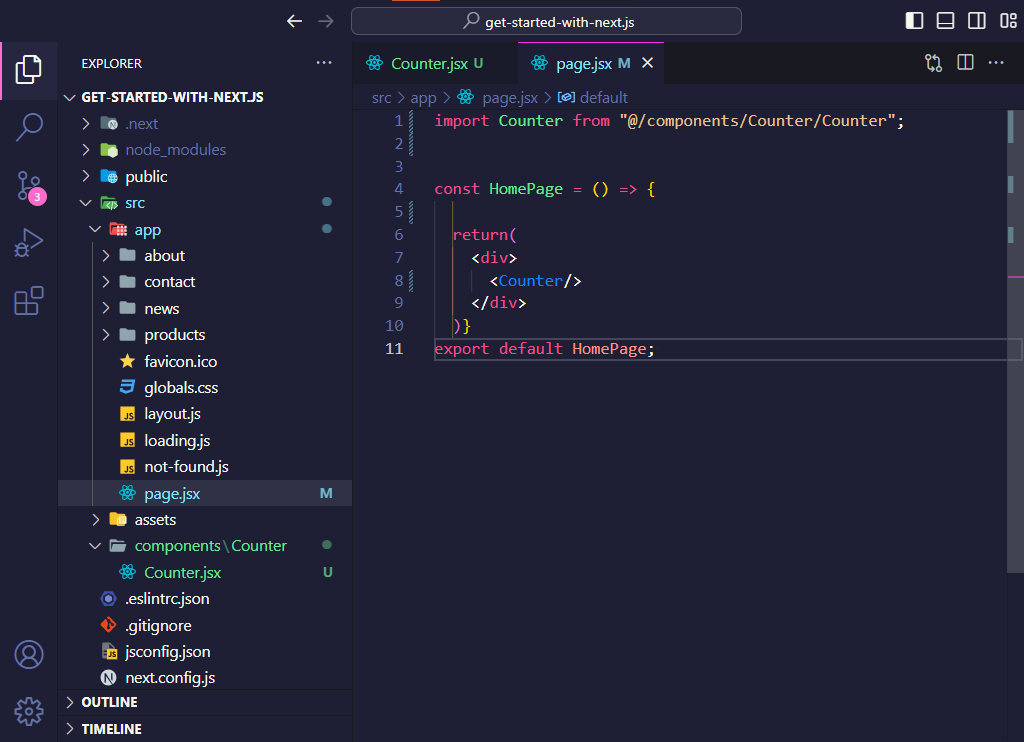 get-started-with-next.js
EXPLORER
GET-STARTED-WITH-NEXT.JS
.next
node_modules
public
src
app
about
contact
news
products
favicon.ico
globals.css
layout.js
loading.js
not-found.js
page.jsx M
assets
components\Counter
Counter.jsx U
.eslintrc.json
.gitignore
jsconfig.json
next.config.js
OUTLINE
TIMELINE
3
Counter.jsx U
page.jsx M
src > app > page.jsx > default
1 import Counter from "@/components/Counter/Counter";
2
3
4 const HomePage = () => {
5
6 return(
7 <div>
8 <Counter/>
9 </div>
10 )}
11 export default HomePage;